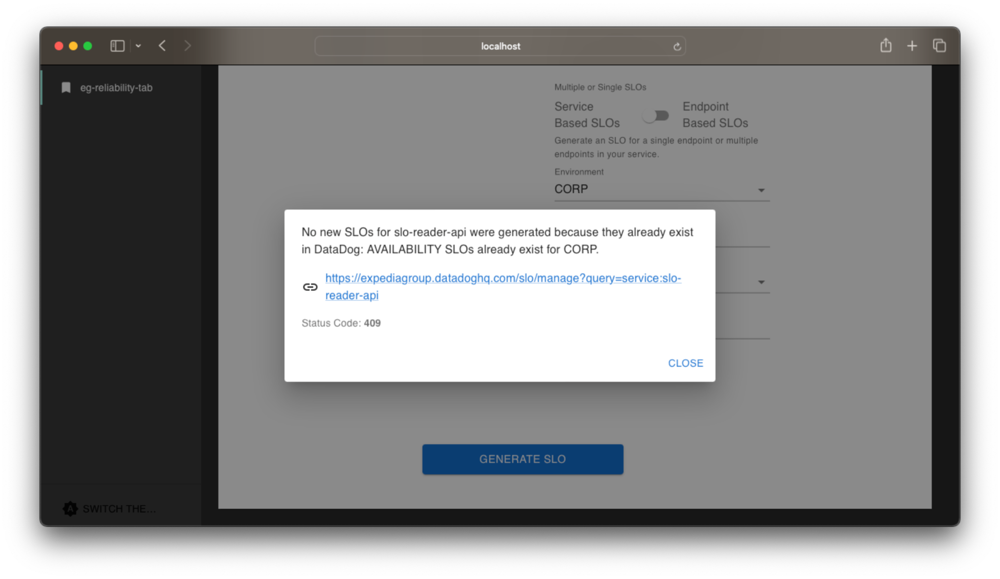 localhost
eg-reliability-tab
Multiple or Single SLOs
Service
Based SLOs
Endpoint
Based SLOs
Generate an SLO for a single endpoint or multiple
endpoints in your service.
Environment
CORP
No new SLOs for slo-reader-api were generated because they already exist
in DataDog: AVAILABILITY SLOs already exist for CORP.
https://expediagroup.datadoghq.com/slo/manage?query=service:slo-
reader-api
Status Code: 409
CLOSE
GENERATE SLO
A SWITCH THE...